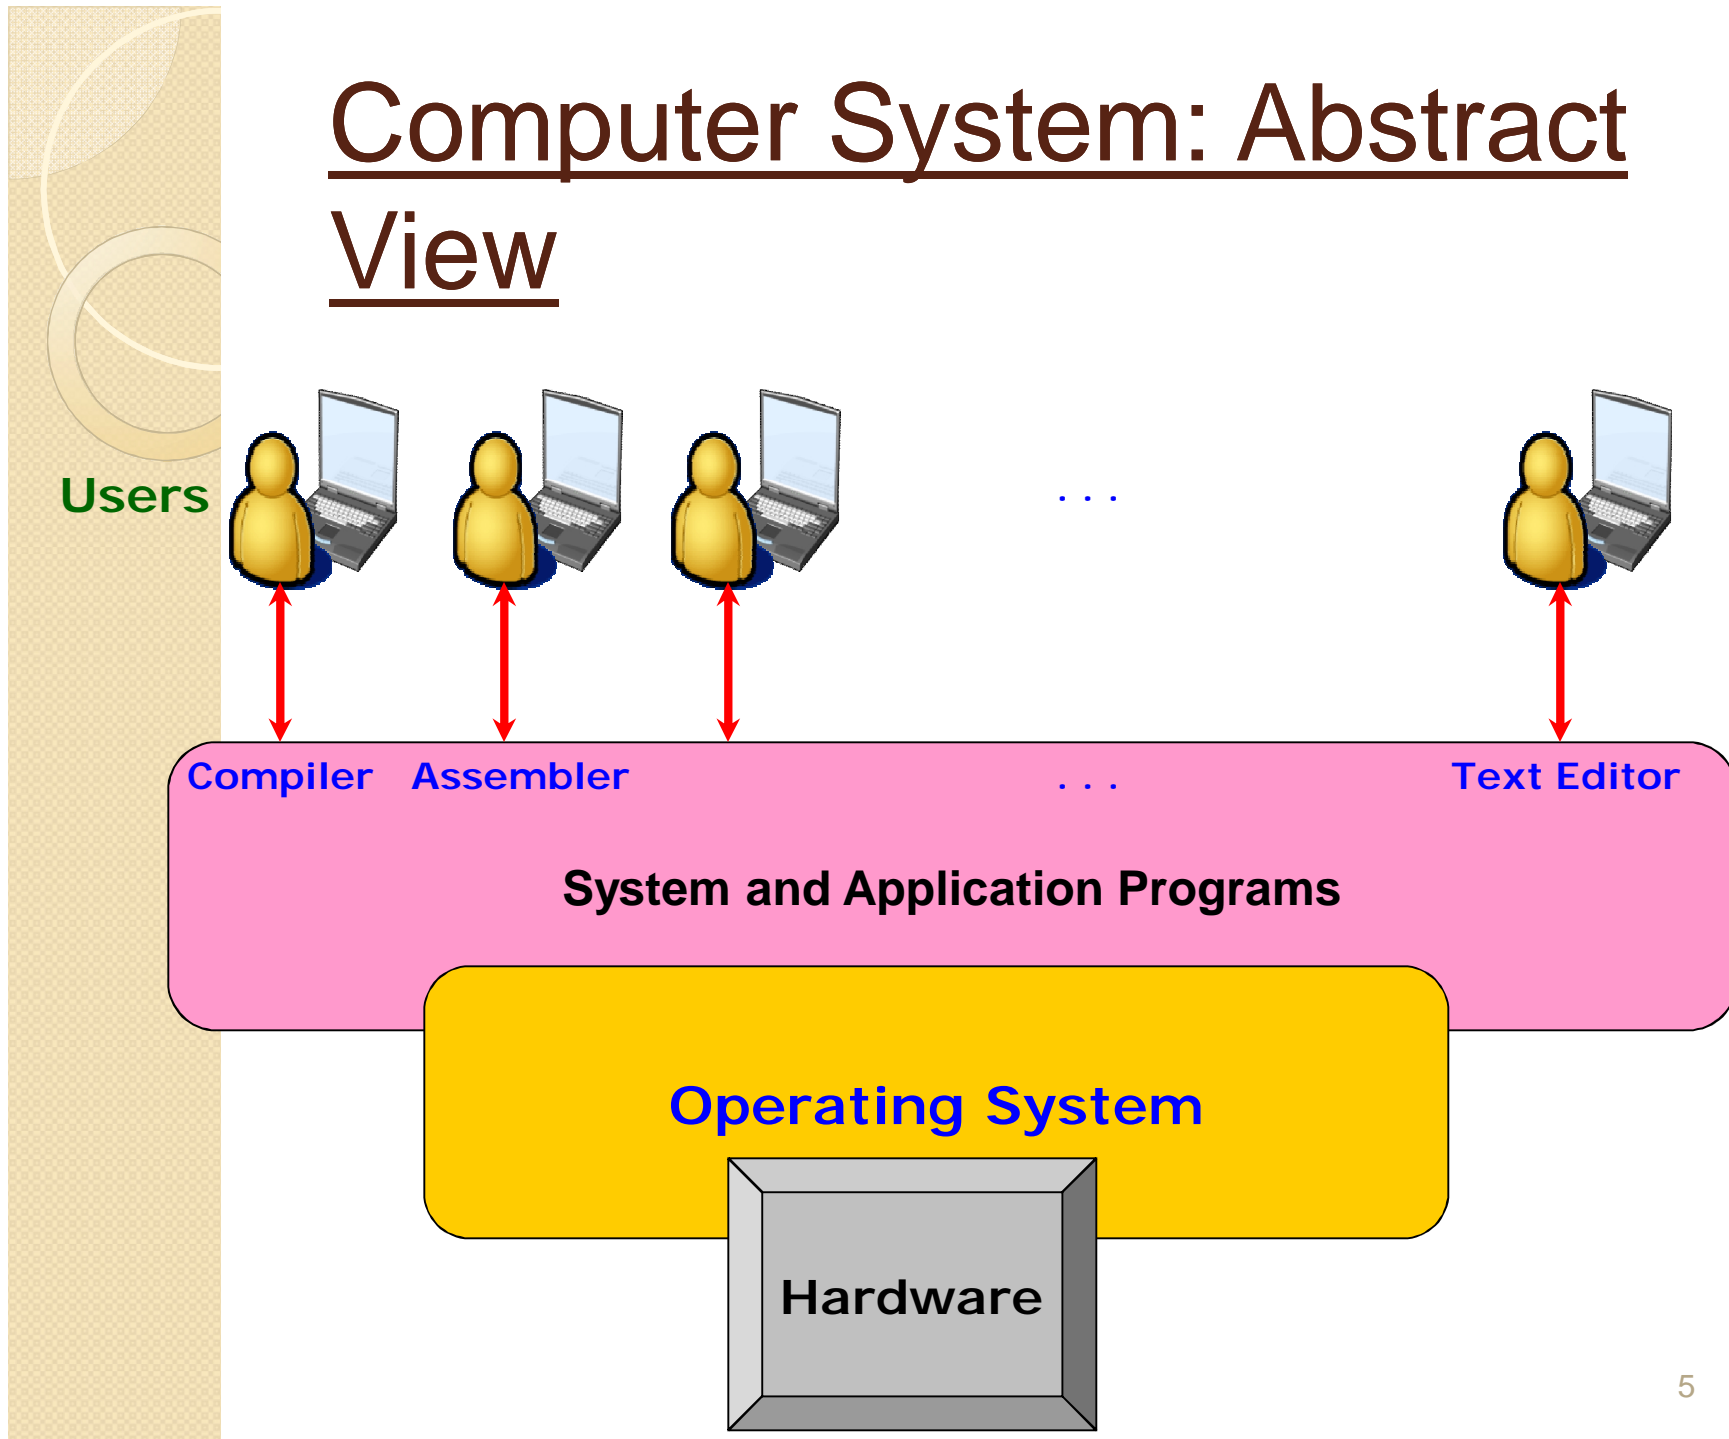 Computer System: Abstract
View
Users
. . .
Compiler Assembler . . . Text Editor
System and Application Programs
Operating System
Hardware
5